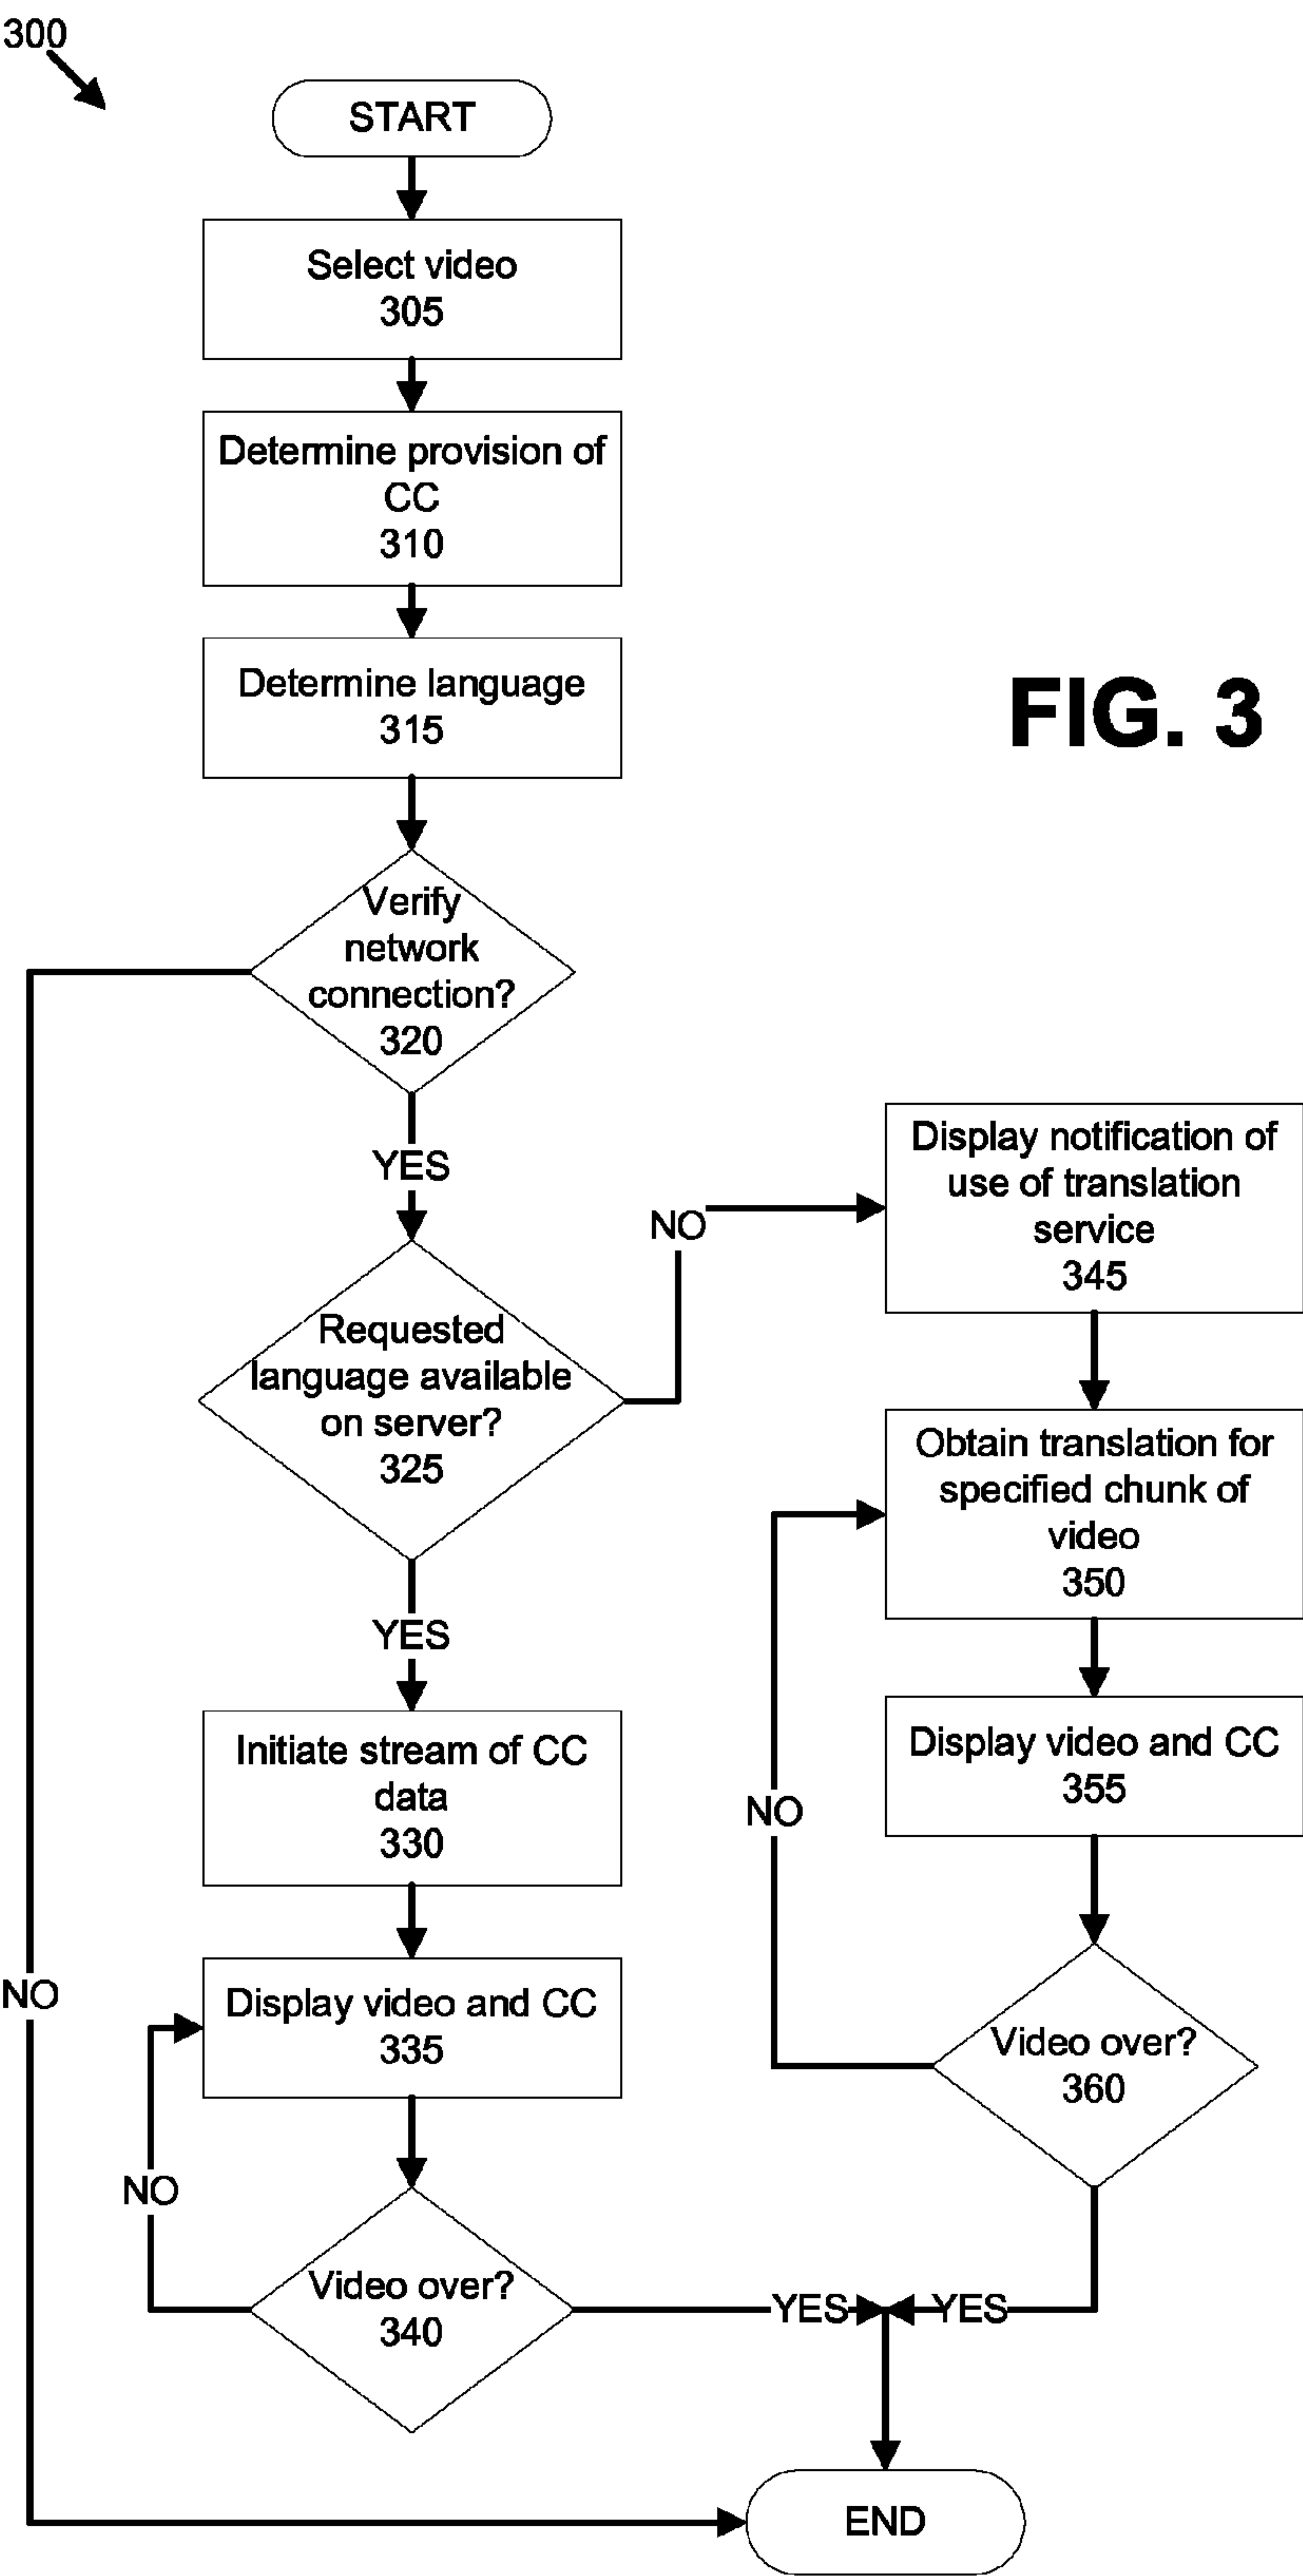 300
START
Select video
305
Determine provision of
CC
310
Determine language
315
FIG. 3
Verify
network
connection?
320
YES
Requested
language available
on server?
325
NO
YES
Initiate stream of CC
data
330
Display video and CC
335
NO
Video over?
340
YES
Display notification of
use of translation
service
345
Obtain translation for
specified chunk of
video
350
Display video and CC
355
NO
Video over?
360
YES
NO
END